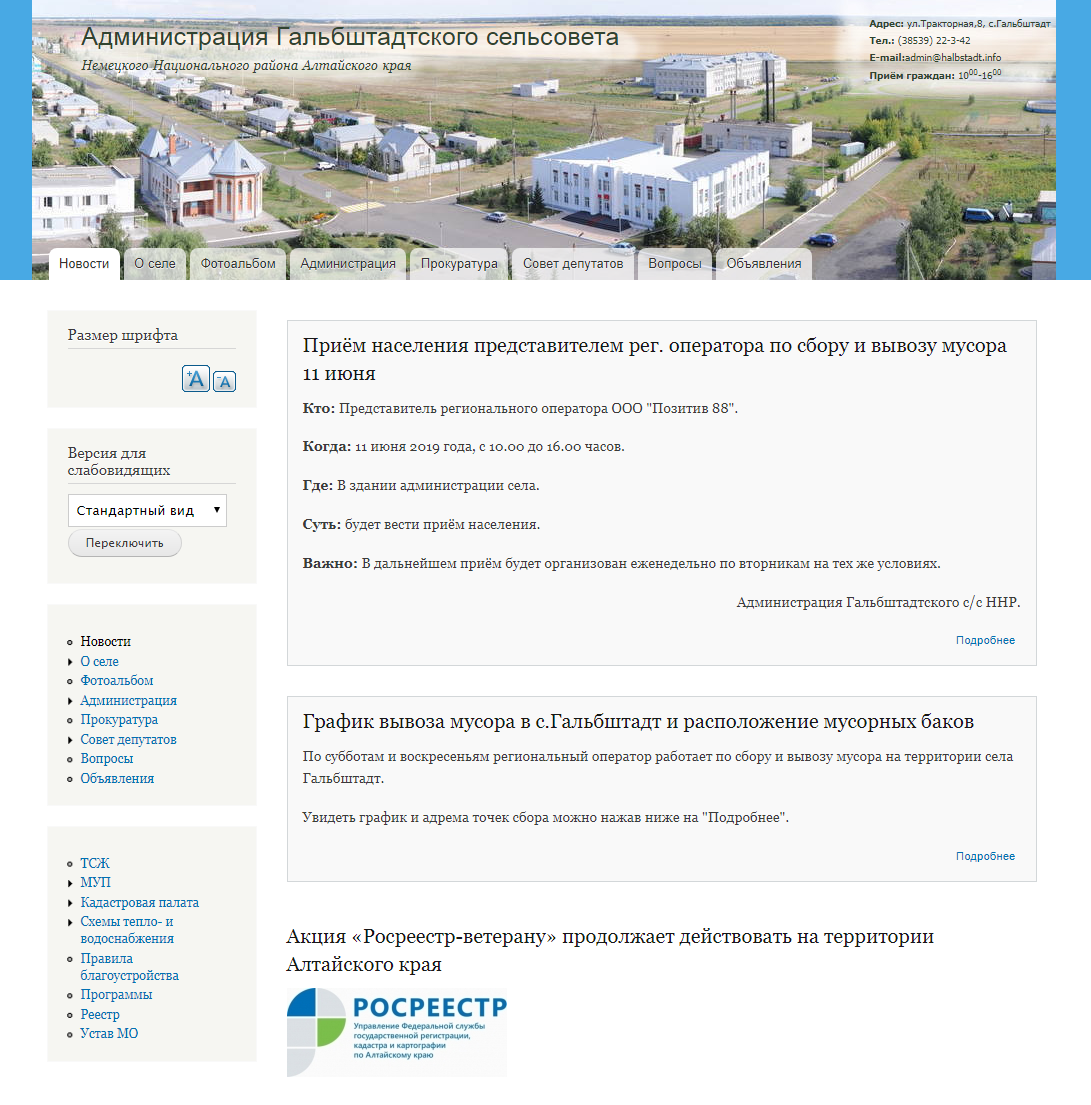 Администрация Гальбштадтского сельсовета
Немецкого Национального района Алтайского края
Адрес: ул.Тракторная,8, с.Гальбштадт
Тел.: (38539) 22-3-42
E-mail:admin@halbstadt.info
Приём граждан: 10⁰⁰-16⁰⁰
Новости
О селе
Фотоальбом
Администрация
Прокуратура
Совет депутатов
Вопросы
Объявления
Размер шрифта
+A -A
Версия для
слабовидящих
Стандартный вид
Переключить
Новости
О селе
Фотоальбом
Администрация
Прокуратура
Совет депутатов
Вопросы
Объявления
ТСЖ
МУП
Кадастровая палата
Схемы тепло- и
водоснабжения
Правила
благоустройства
Программы
Реестр
Устав МО
Приём населения представителем рег. оператора по сбору и вывозу мусора
11 июня
Кто: Представитель регионального оператора ООО "Позитив 88".
Когда: 11 июня 2019 года, с 10.00 до 16.00 часов.
Где: В здании администрации села.
Суть: будет вести приём населения.
Важно: В дальнейшем приём будет организован еженедельно по вторникам на тех же условиях.
Администрация Гальбштадтского с/с ННР.
Подробнее
График вывоза мусора в с.Гальбштадт и расположение мусорных баков
По субботам и воскресеньям региональный оператор работает по сбору и вывозу мусора на территории села
Гальбштадт.
Увидеть график и адрема точек сбора можно нажав ниже на "Подробнее".
Подробнее
Акция «Росреестр-ветерану» продолжает действовать на территории
Алтайского края
РОСРЕЕСТР
Управление Федеральной службы
государственной регистрации,
кадастра и картографии
по Алтайскому краю